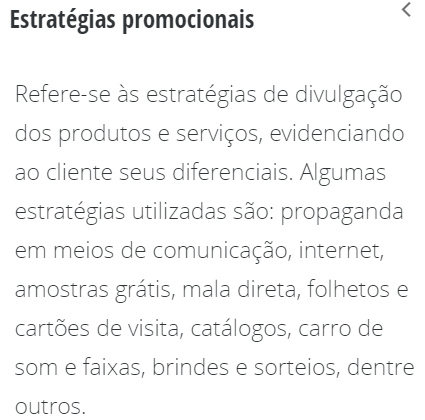 Estratégias promocionais
Refere-se às estratégias de divulgação
dos produtos e serviços, evidenciando
ao cliente seus diferenciais. Algumas
estratégias utilizadas são: propaganda
em meios de comunicação, internet,
amostras grátis, mala direta, folhetos e
cartões de visita, catálogos, carro de
som e faixas, brindes e sorteios, dentre
outros.